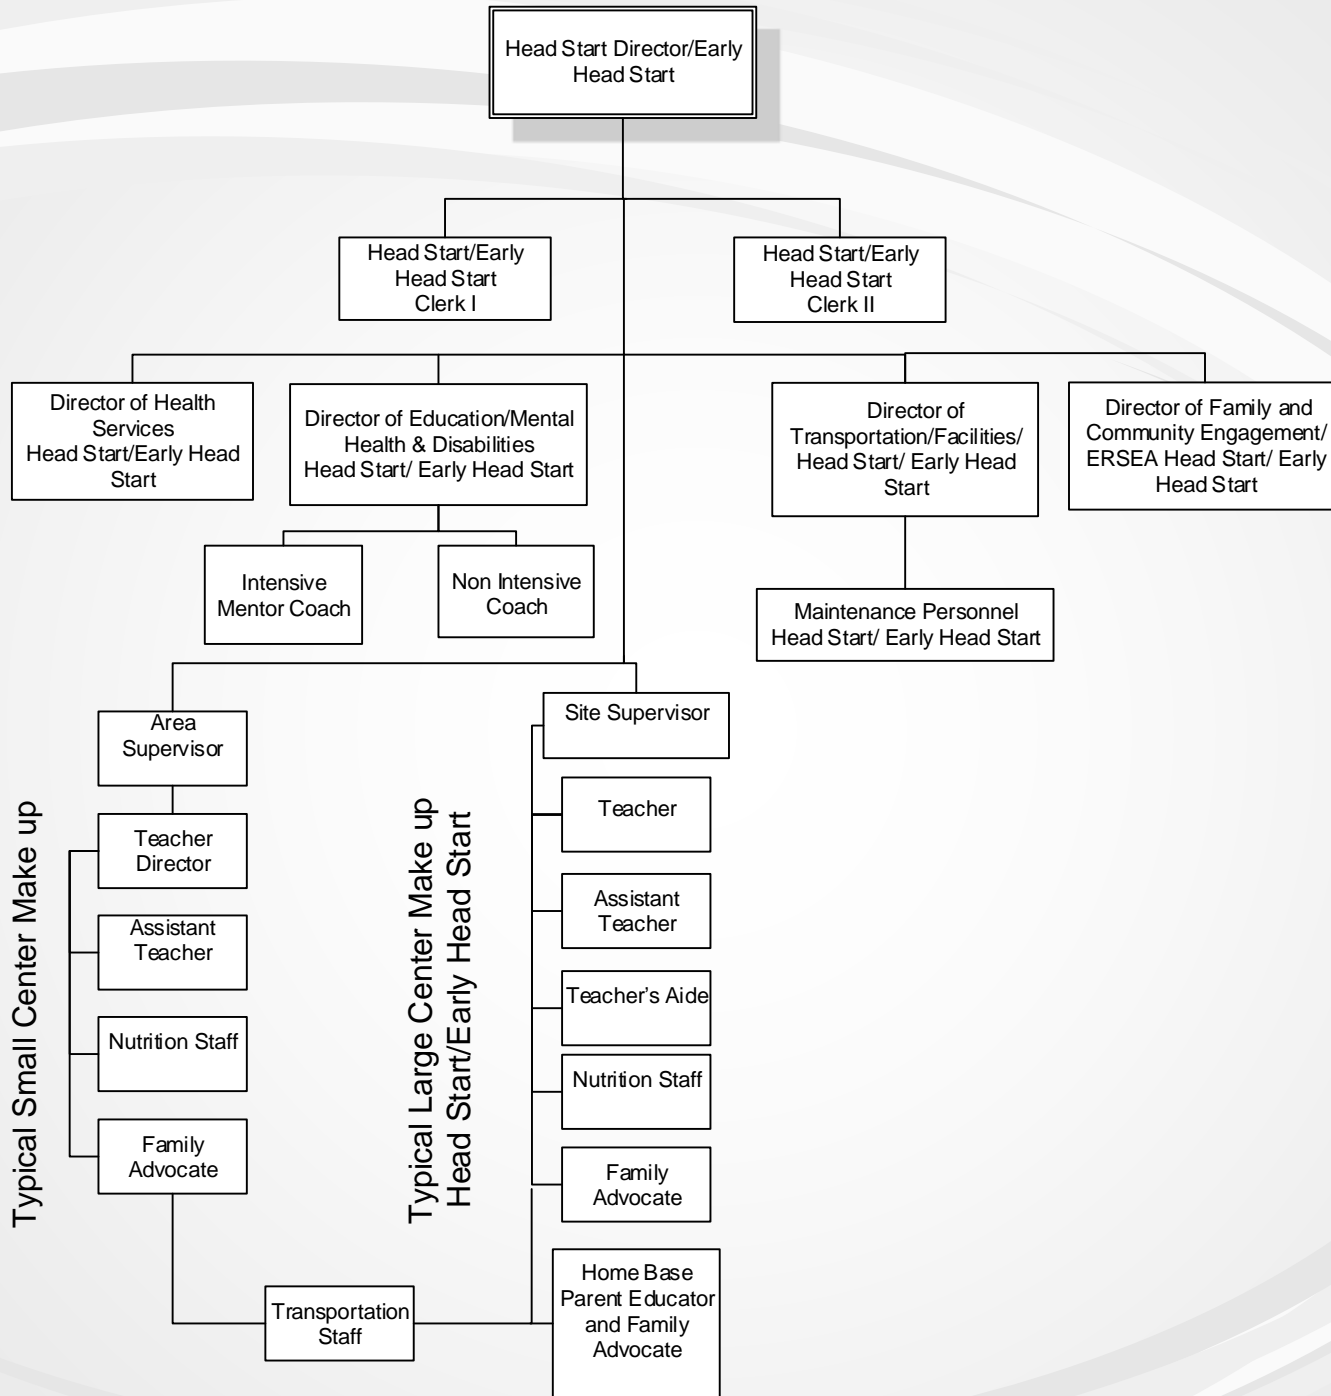 Head Start Director/Early
Head Start
Head Start/Early
Head Start
Clerk I
Head Start/Early
Head Start
Clerk II
Director of Health
Services
Head Start/Early Head
Start
Director of Education/Mental
Health & Disabilities
Head Start/ Early Head Start
Director of
Transportation/Facilities/
Head Start/ Early Head
Start
Director of Family and
Community Engagement/
ERSEA Head Start/ Early
Head Start
Intensive
Mentor Coach
Non Intensive
Coach
Maintenance Personnel
Head Start/ Early Head Start
Typical Small Center Make up
Area
Supervisor
Teacher
Director
Assistant
Teacher
Nutrition Staff
Family
Advocate
Typical Large Center Make up
Head Start/Early Head Start
Site Supervisor
Teacher
Assistant
Teacher
Teacher’s Aide
Nutrition Staff
Family
Advocate
Transportation
Staff
Home Base
Parent Educator
and Family
Advocate